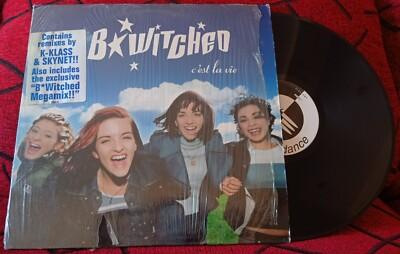 Contains
remixes by
K-KLASS
& SKYNET!!
Also includes
the exclusive
"B*Witched
Megamix!!"
B★WITCHED
c'est la vie
dance